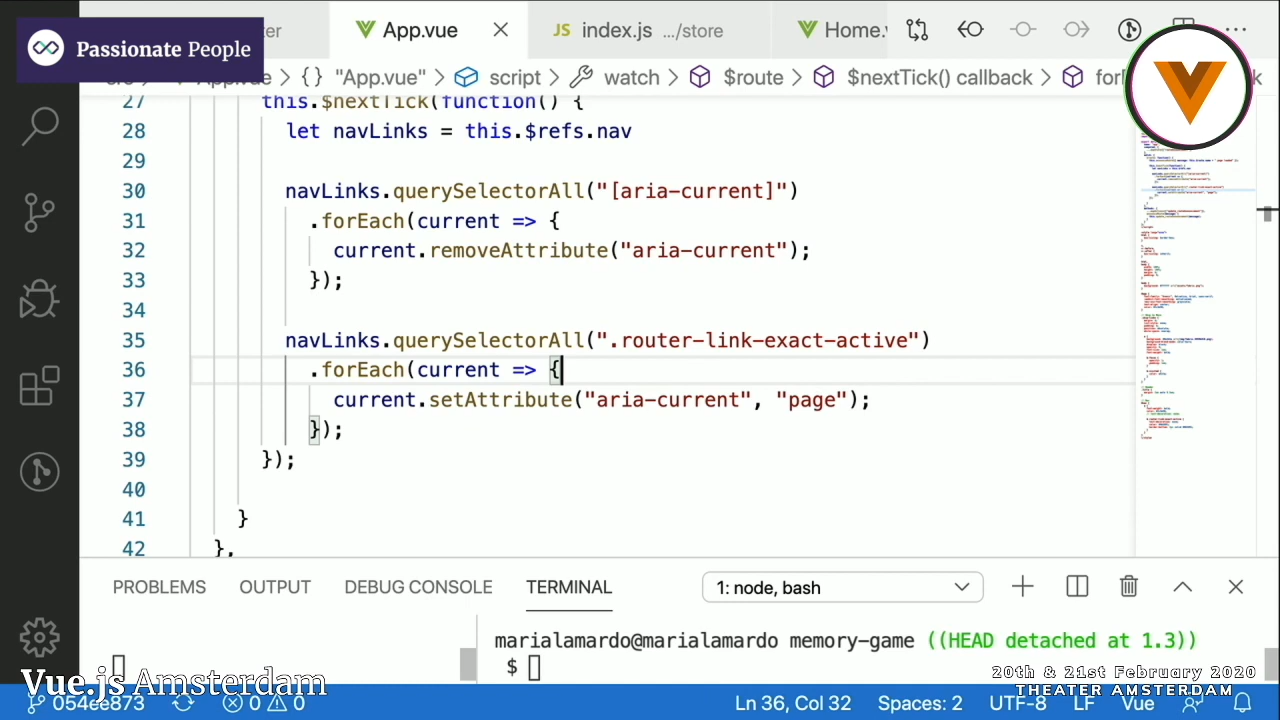 Passionate People
App.vue
JS index.js .../store
Home.
{} "App.vue" > script > watch > $route > $nextTick() callback >
27 this.$nextTick(function() {
28 let navLinks = this.$refs.nav
29
30 navLinks.querySelectorAll("[aria-current]")
31 .forEach(current => {
32 current.removeAttribute("aria-current");
33 });
34
35 navLinks.querySelectorAll(".router-link-exact-active")
36 .forEach(current => {
37 current.setAttribute("aria-current", "page");
38 });
39 });
40
41 }
42 },
PROBLEMS OUTPUT DEBUG CONSOLE TERMINAL 1: node, bash
marialamardo@marialamardo memory-game ((HEAD detached at 1.3))
$
Vue.js Amsterdam
20th & 21st February 2020
THEATER AMSTERDAM
054ee873 0 0 Ln 36, Col 32 Spaces: 2 UTF-8 LF Vue